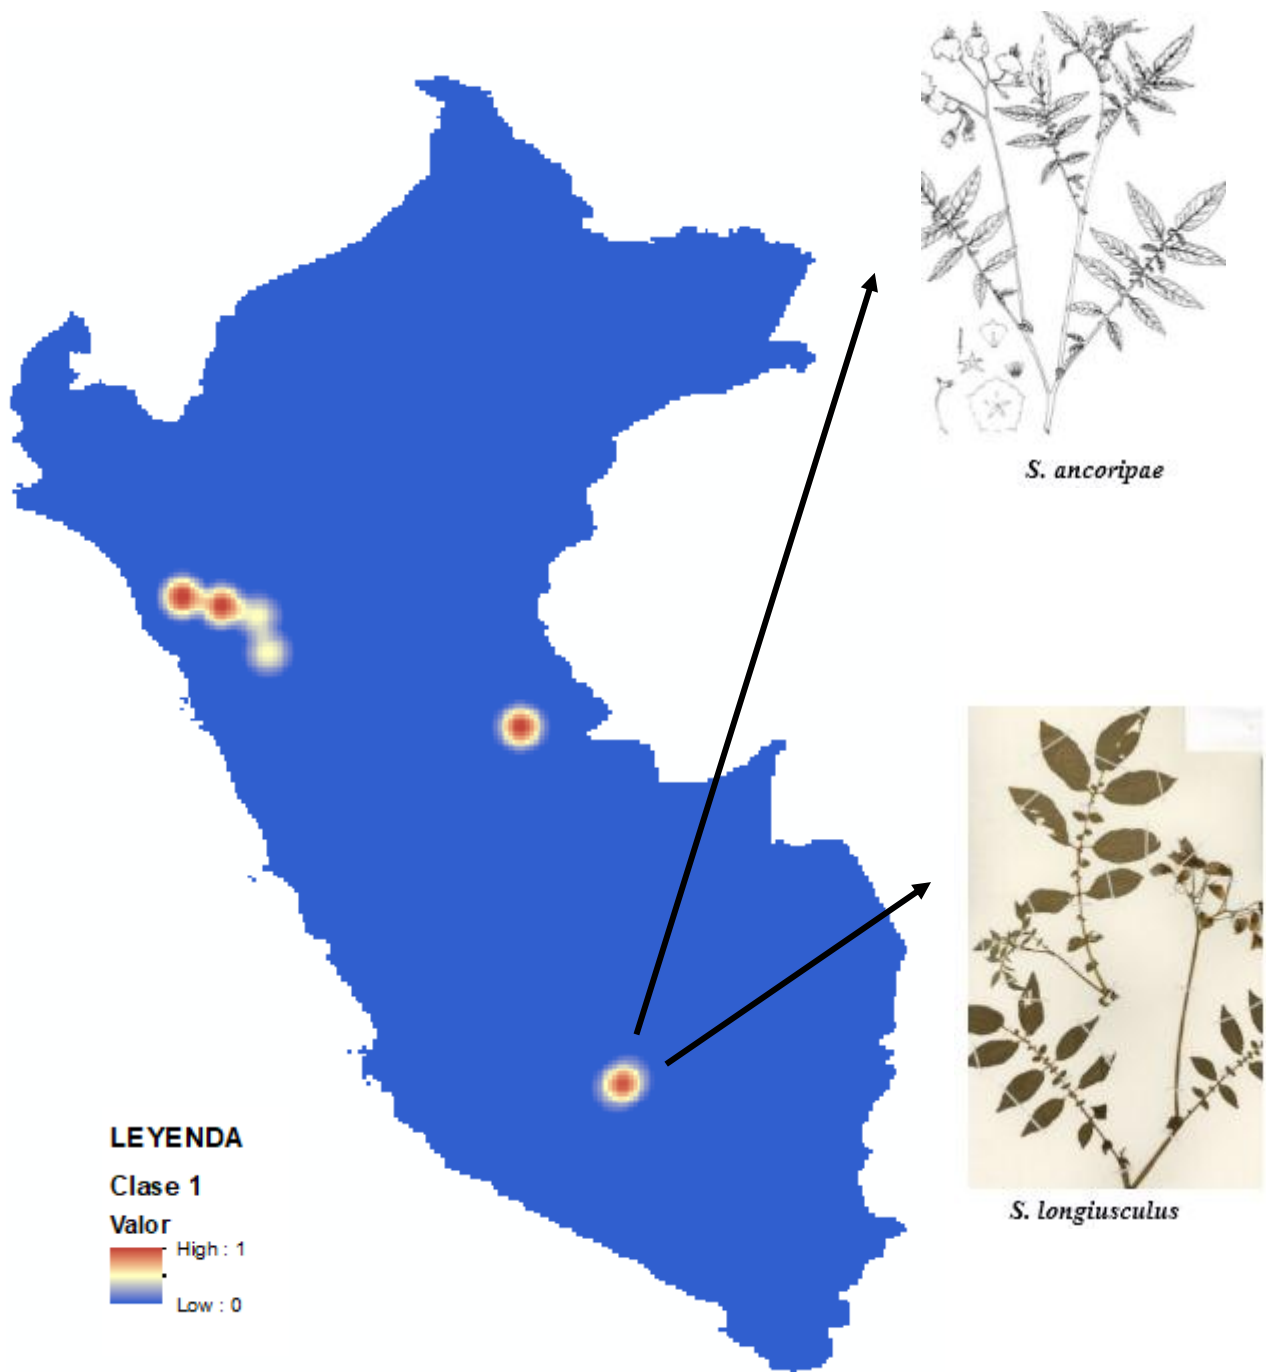 S. ancoripae
S. longiusculus
LEYENDA
Clase 1
Valor
High : 1
Low : 0